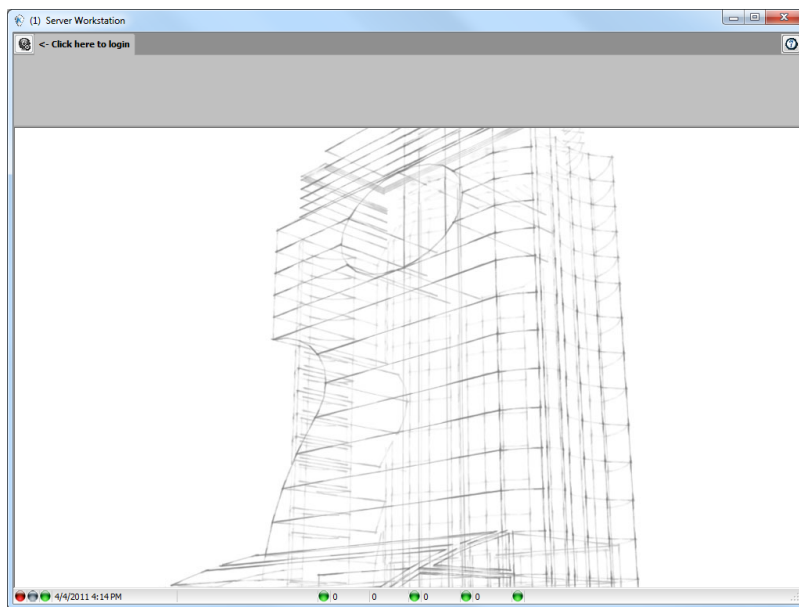 (1) Server Workstation
<- Click here to login
4/4/2011 4:14 PM 0 0 0 0